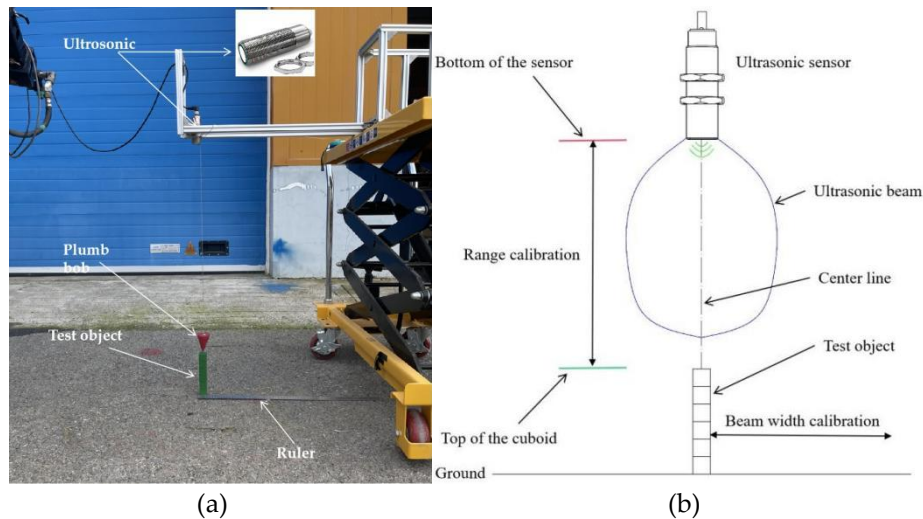 Ultrosonic
Plumb
bob
Test object
Ruler
(a)
Bottom of the sensor
Ultrasonic sensor
Ultrasonic beam
Range calibration
Center line
Test object
Beam width calibration
Top of the cuboid
Ground
(b)